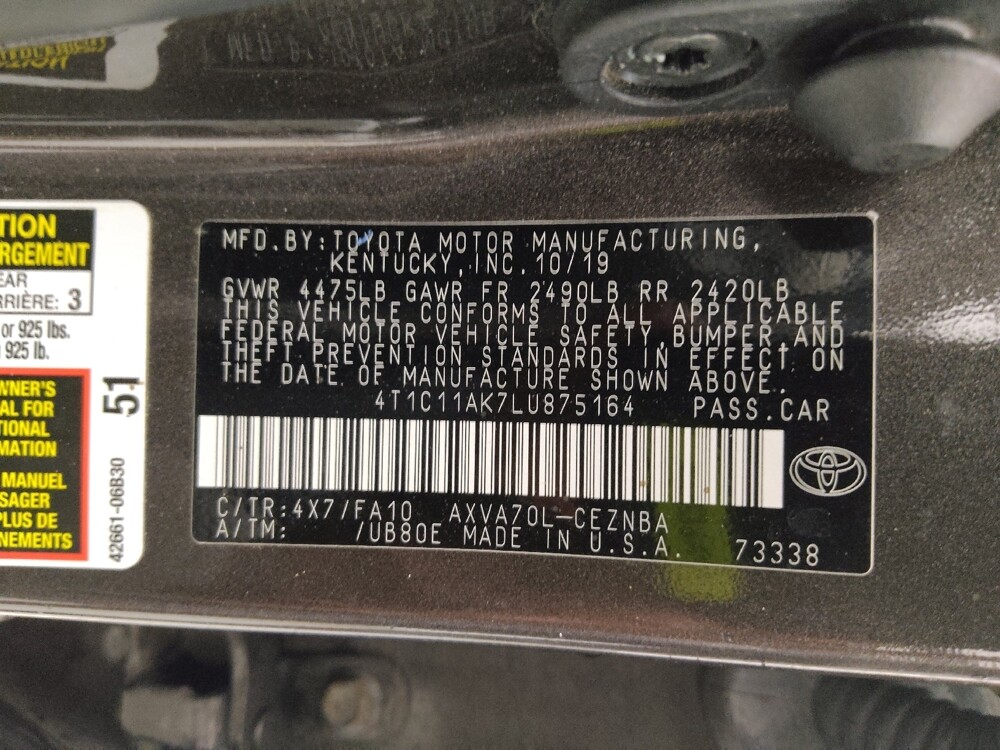 TION
RGEMENT
EAR
RRIÈRE: 3
or 925 lbs.
925 lb.
WNER'S
AL FOR
TIONAL
MATION
MANUEL
SAGER
PLUS DE
NEMENTS
51
42661-06B30
MFD.BY:TOYOTA MOTOR MANUFACTURING,
KENTUCKY,INC.10/19
GVWR 4475LB GAWR FR 2490LB RR 2420LB
THIS VEHICLE CONFORMS TO ALL APPLICABLE
FEDERAL MOTOR VEHICLE SAFETY,BUMPER,AND
THEFT PREVENTION STANDARDS IN EFFECT ON
THE DATE OF MANUFACTURE SHOWN ABOVE.
4T1C11AK7LU875164 PASS.CAR
C/TR:4X7/FA10 AXVA70L-CEZNBA
A/TM: /UB80E MADE IN U.S.A. 73338